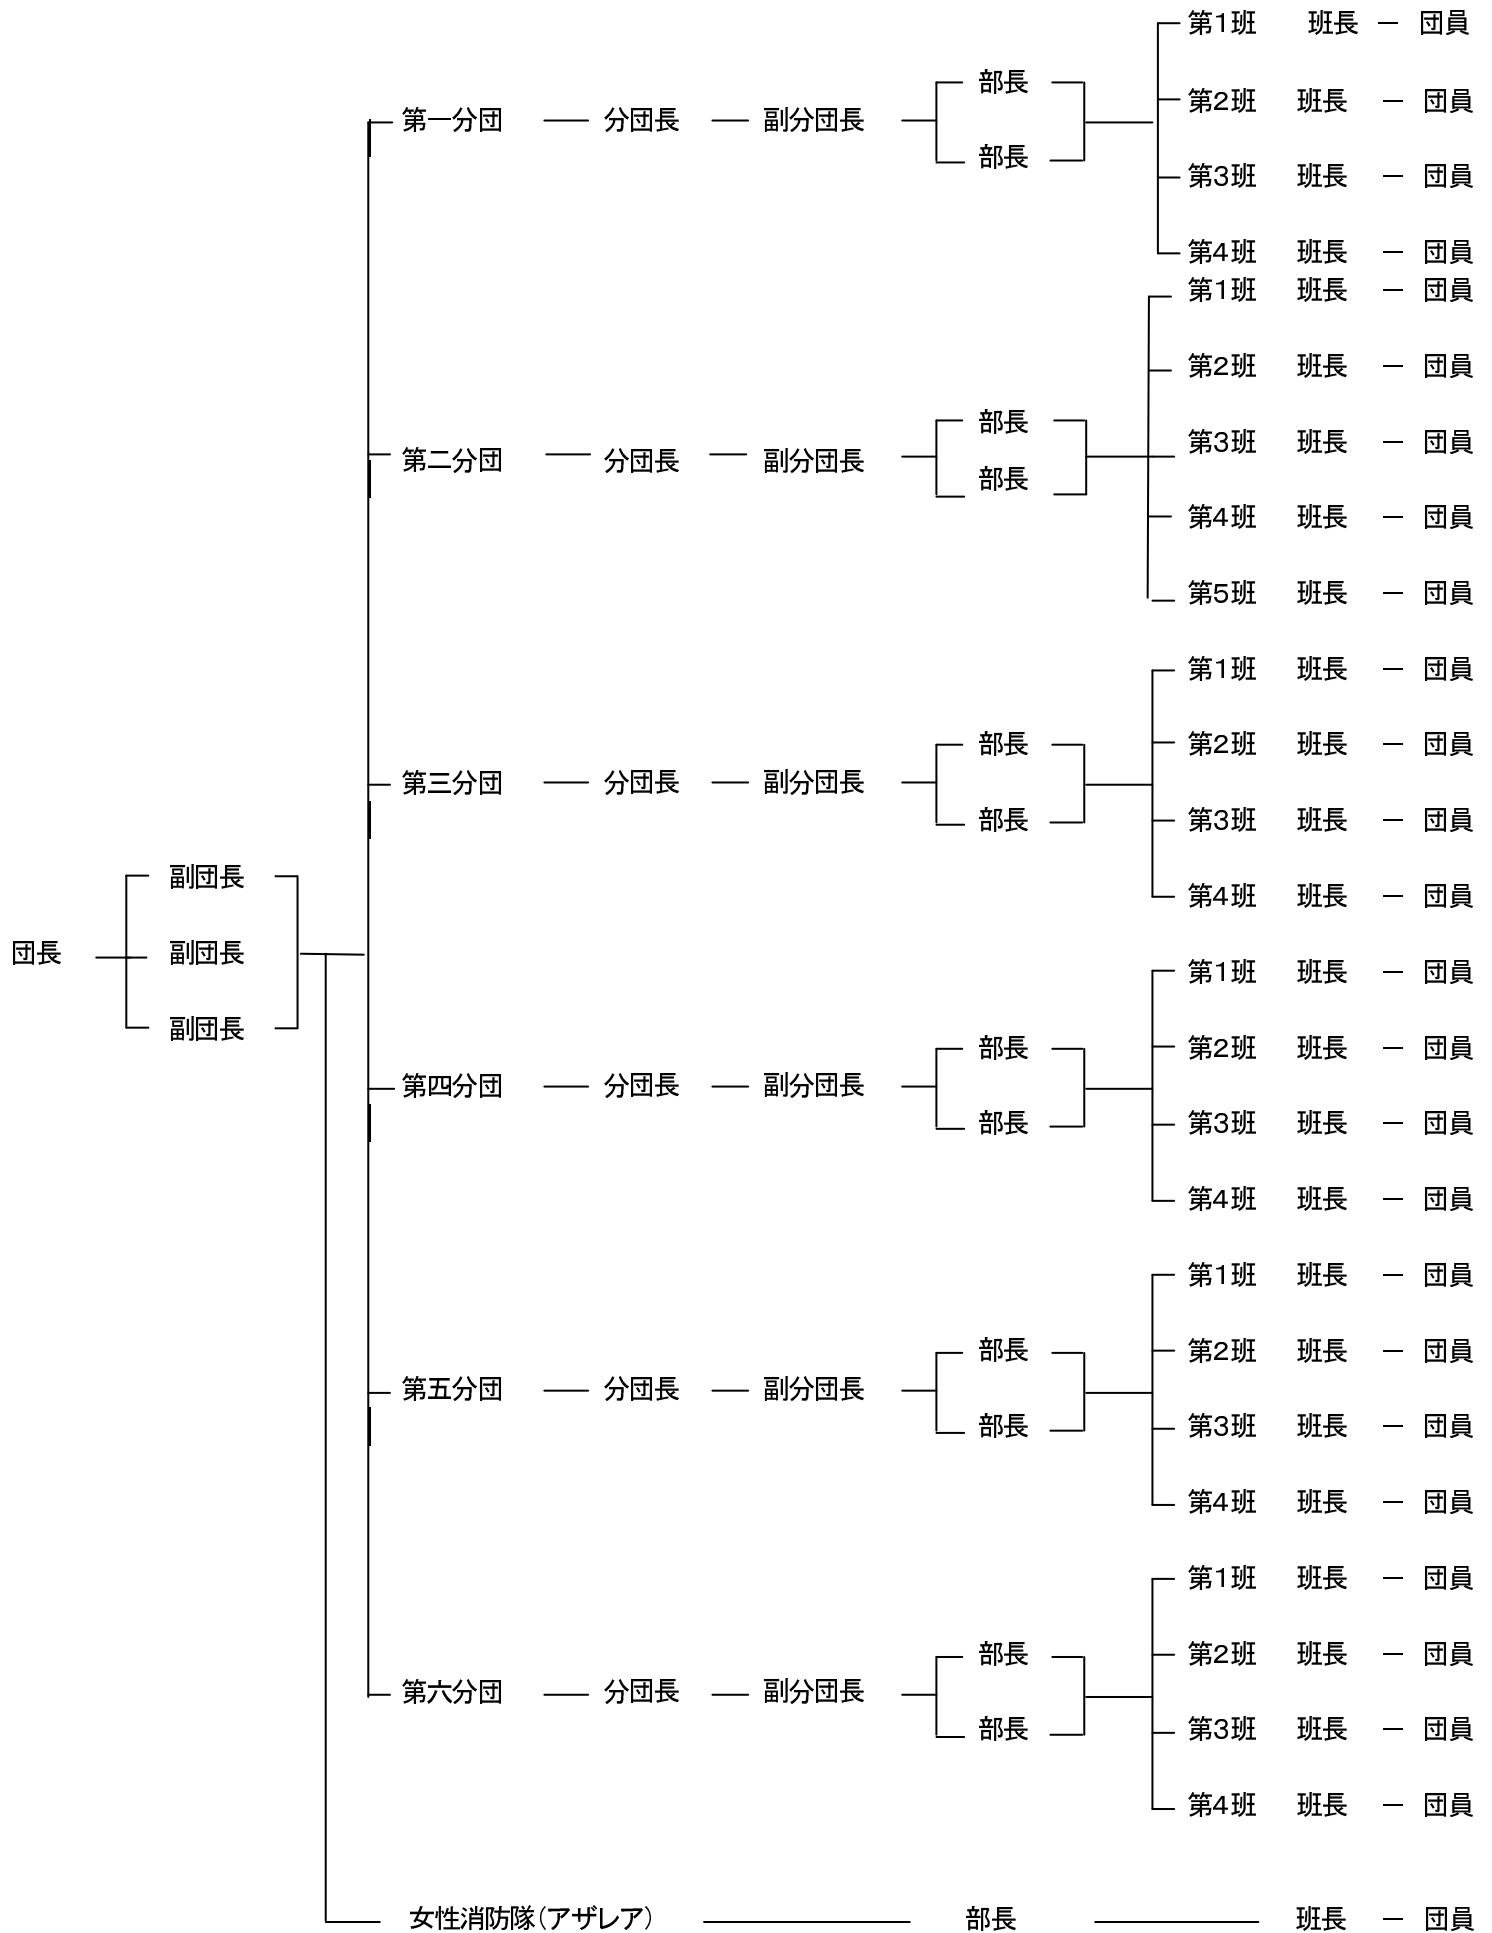 第1班 班長 ー 団員
部長
第2班 班長 ー 団員
第一分団 分団長 副分団長
部長
第3班 班長 ー 団員
第4班 班長 ー 団員
第1班 班長 ー 団員
第2班 班長 ー 団員
部長
第3班 班長 ー 団員
第二分団 分団長 副分団長
部長
第4班 班長 ー 団員
第5班 班長 ー 団員
第1班 班長 ー 団員
部長
第2班 班長 ー 団員
第三分団 分団長 副分団長
部長
第3班 班長 ー 団員
副団長
第4班 班長 ー 団員
団長 副団長
第1班 班長 ー 団員
副団長
部長
第2班 班長 ー 団員
第四分団 分団長 副分団長
部長
第3班 班長 ー 団員
第4班 班長 ー 団員
第1班 班長 ー 団員
部長
第2班 班長 ー 団員
第五分団 分団長 副分団長
部長
第3班 班長 ー 団員
第4班 班長 ー 団員
第1班 班長 ー 団員
部長
第2班 班長 ー 団員
第六分団 分団長 副分団長
部長
第3班 班長 ー 団員
第4班 班長 ー 団員
女性消防隊（アザレア） 部長 班長 ー 団員